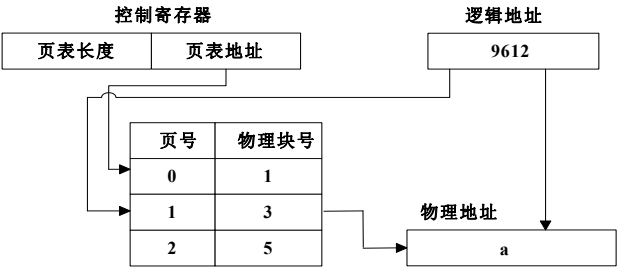 控制寄存器 逻辑地址
页表长度 页表地址 9612
页号 物理块号
0 1
1 3
物理地址
2 5 a